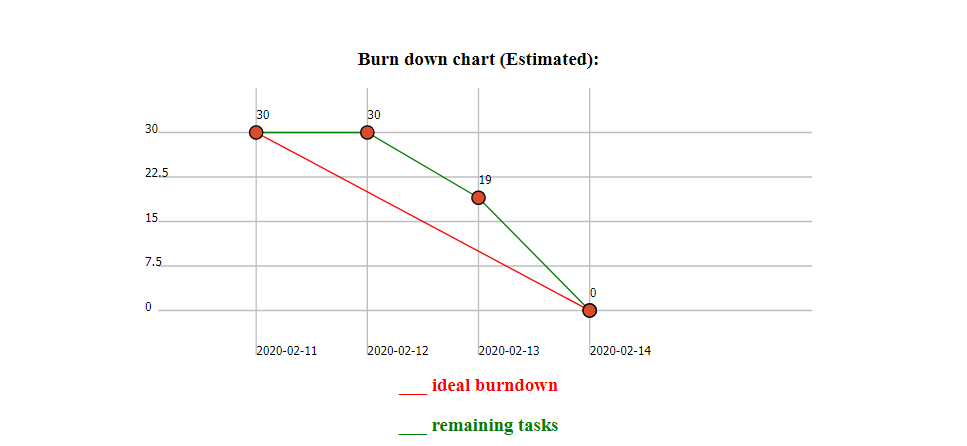 Burn down chart (Estimated):
30 30
30
22.5
19
15
7.5
0
0
2020-02-11 2020-02-12 2020-02-13 2020-02-14
___ ideal burndown
___ remaining tasks